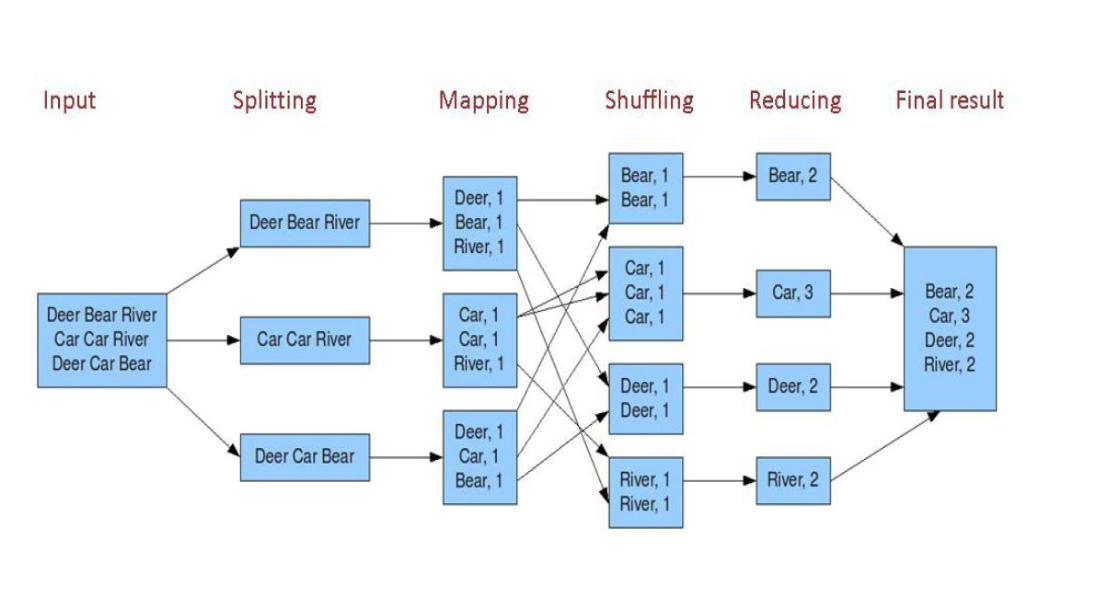 Input
Splitting
Mapping
Shuffling
Reducing
Final result
Deer Bear River
Car Car River
Deer Car Bear
Deer Bear River
Car Car River
Deer Car Bear
Deer, 1
Bear, 1
River, 1
Car, 1
Car, 1
River, 1
Deer, 1
Car, 1
Bear, 1
Bear, 1
Bear, 1
Car, 1
Car, 1
Car, 1
Deer, 1
Deer, 1
River, 1
River, 1
Bear, 2
Car, 3
Deer, 2
River, 2
Bear, 2
Car, 3
Deer, 2
River, 2